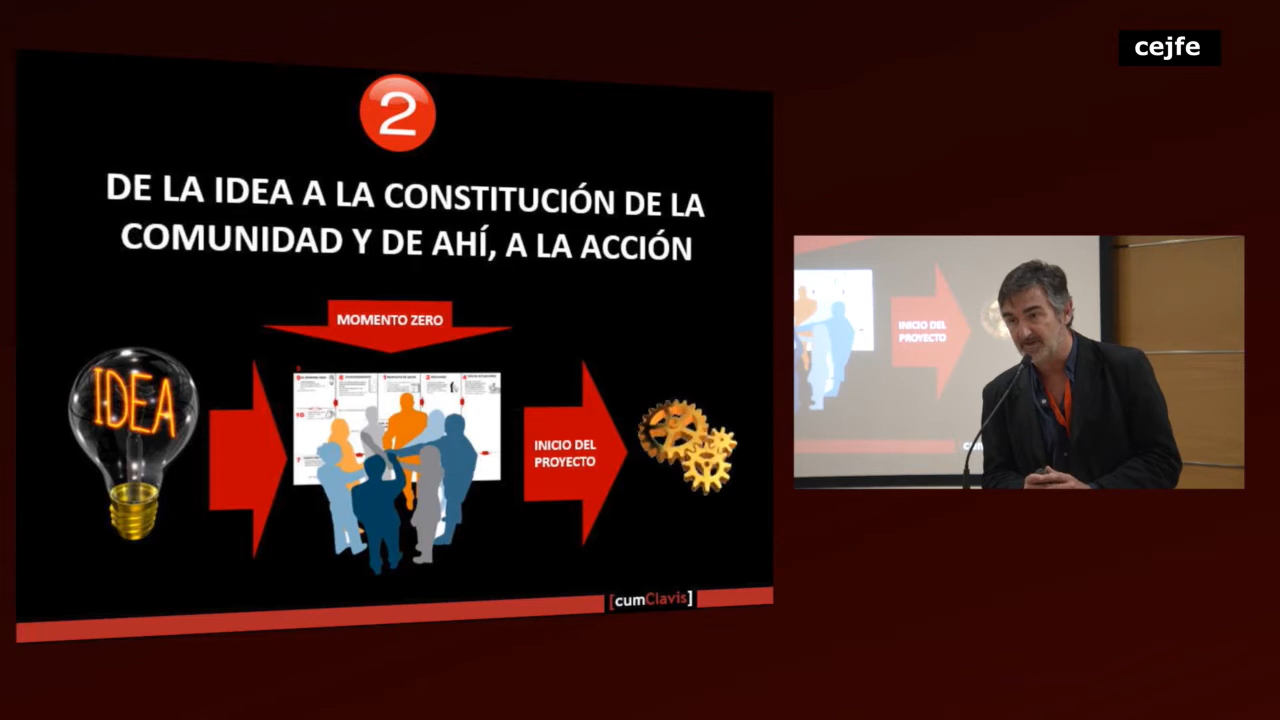 cejfe
2
DE LA IDEA A LA CONSTITUCIÓN DE LA
COMUNIDAD Y DE AHÍ, A LA ACCIÓN
MOMENTO ZERO
IDEA
INICIO DEL
PROYECTO
[cumClavis]
INICIO DEL
PROYECTO